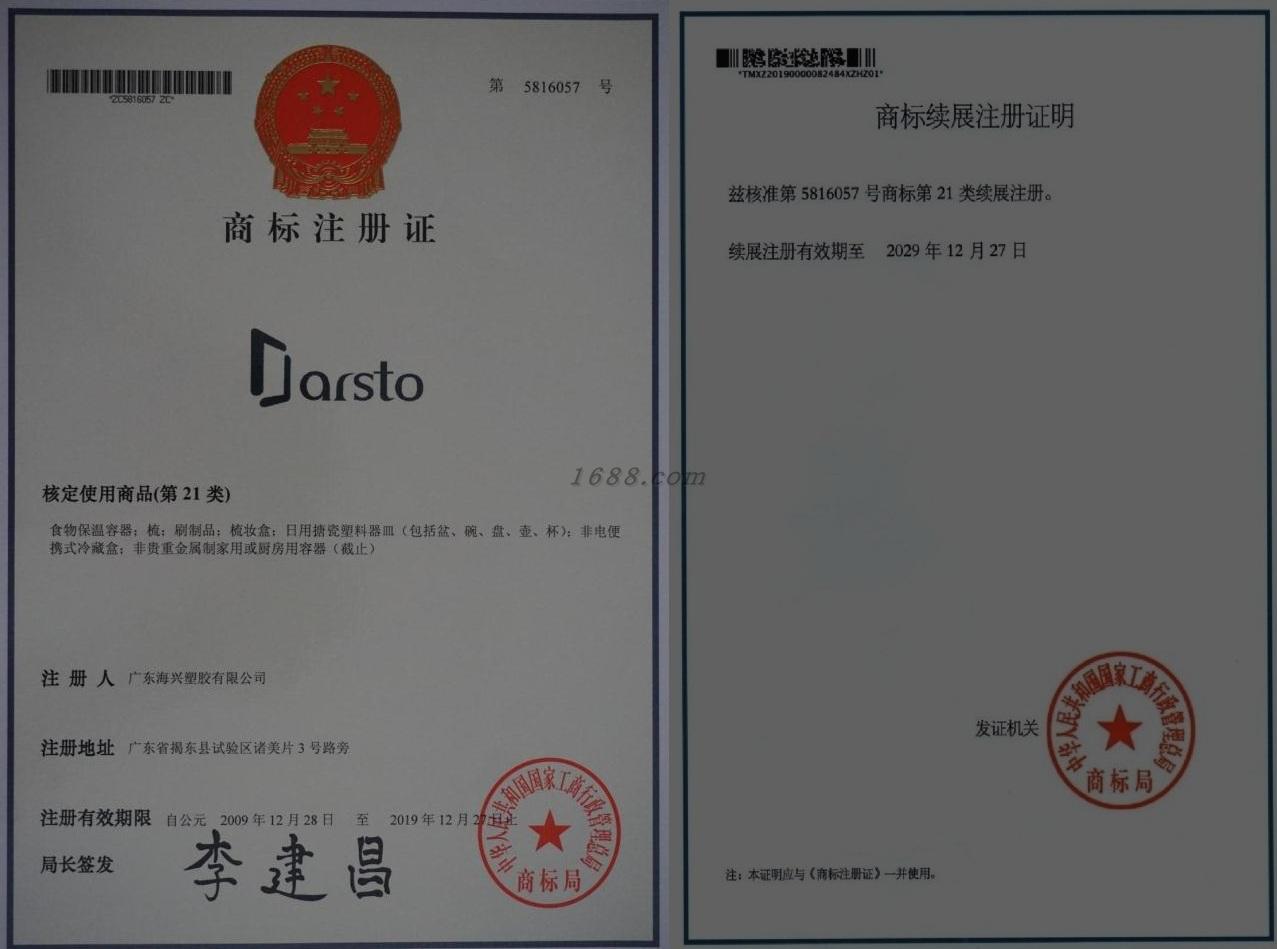 *ZC5816057 ZC*
第 5816057 号
商标注册证
Darsto
核定使用商品(第 21 类)
食物保温容器；梳；刷制品；梳妆盒；日用搪瓷塑料器皿（包括盆、碗、盘、壶、杯）；非电便
携式冷藏盒；非贵重金属制家用或厨房用容器（截止）
注 册 人 广东海兴塑胶有限公司
注册地址 广东省揭东县试验区诸美片 3 号路旁
注册有效期限 自公元 2009 年 12 月 28 日 至 2019 年 12 月 27 日止
局长签发 李建昌
中华人民共和国国家工商行政管理总局
商标局
1688.com
*TMXZ20190000082484XZHZ01*
商标续展注册证明
兹核准第 5816057 号商标第 21 类续展注册。
续展注册有效期至 2029 年 12 月 27 日
发证机关
中华人民共和国国家工商行政管理总局
商标局
注：本证明应与《商标注册证》一并使用。